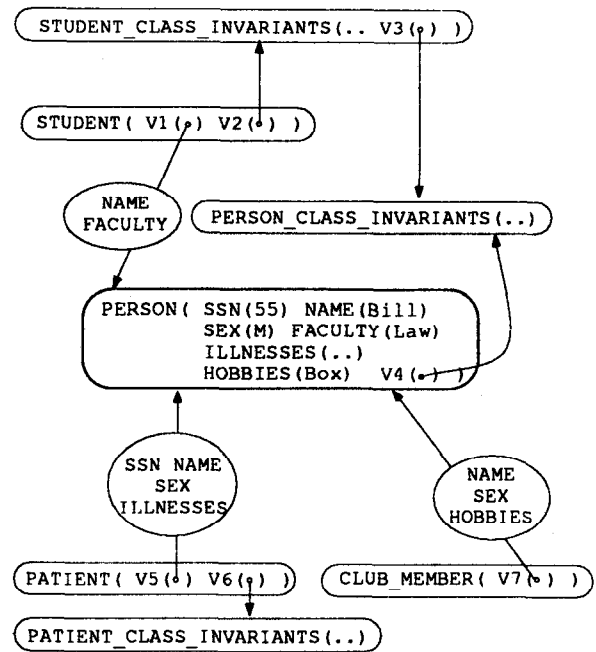 STUDENT_CLASS_INVARIANTS(.. V3( ) )
STUDENT( V1( ) V2( ) )
NAME
FACULTY
PERSON_CLASS_INVARIANTS(..)
PERSON( SSN(55) NAME(Bill)
SEX(M) FACULTY(Law)
ILLNESSES(..)
HOBBIES(Box) V4( ) )
SSN NAME
SEX
ILLNESSES
NAME
SEX
HOBBIES
PATIENT( V5( ) V6( ) )
CLUB_MEMBER( V7( ) )
PATIENT_CLASS_INVARIANTS(..)